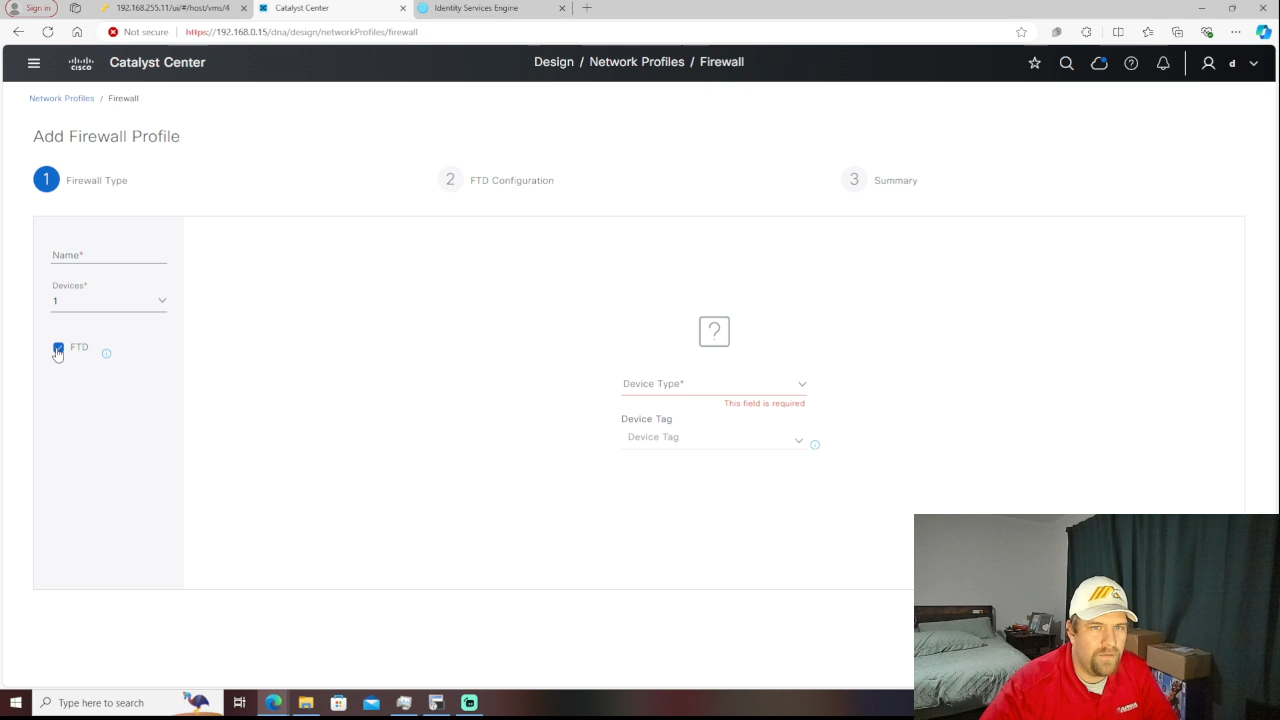 Sign in
192.168.255.11/ui/#/host/vms/4
Catalyst Center
Identity Services Engine
Not secure
https://192.168.0.15/dna/design/networkProfiles/firewall
CISCO
Catalyst Center
Design / Network Profiles / Firewall
d
Network Profiles / Firewall
Add Firewall Profile
1 Firewall Type
2 FTD Configuration
3 Summary
Name*
Devices*
1
FTD
?
Device Type*
This field is required
Device Tag
Device Tag
Type here to search